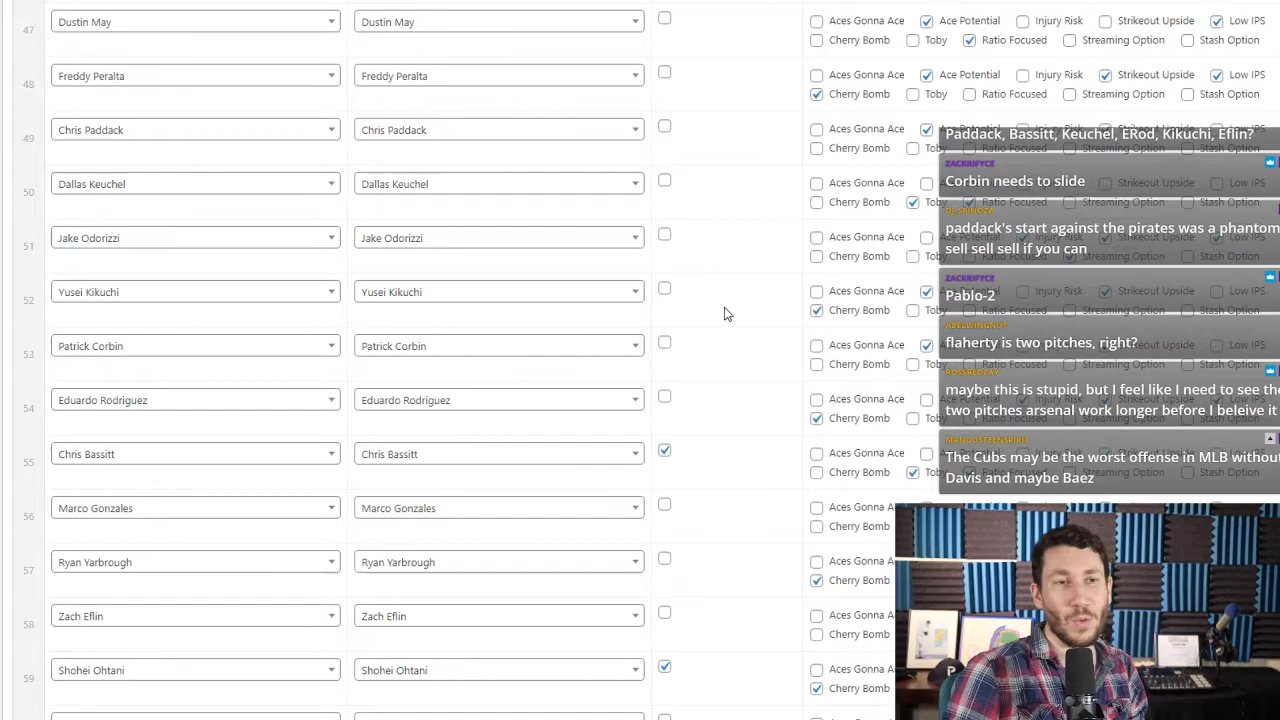 47 Dustin May Dustin May Aces Gonna Ace Ace Potential Injury Risk Strikeout Upside Low IPS
Cherry Bomb Toby Ratio Focused Streaming Option Stash Option
48 Freddy Peralta Freddy Peralta Aces Gonna Ace Ace Potential Injury Risk Strikeout Upside Low IPS
Cherry Bomb Toby Ratio Focused Streaming Option Stash Option
49 Chris Paddack Chris Paddack Aces Gonna Ace
Cherry Bomb
50 Dallas Keuchel Dallas Keuchel Aces Gonna Ace
Cherry Bomb Toby
51 Jake Odorizzi Jake Odorizzi Aces Gonna Ace
Cherry Bomb
52 Yusei Kikuchi Yusei Kikuchi Aces Gonna Ace
Cherry Bomb
53 Patrick Corbin Patrick Corbin Aces Gonna Ace
Cherry Bomb
54 Eduardo Rodriguez Eduardo Rodriguez Aces Gonna Ace
Cherry Bomb
55 Chris Bassitt Chris Bassitt Aces Gonna Ace
Cherry Bomb Toby
56 Marco Gonzales Marco Gonzales Aces Gonna A
Cherry Bomb
57 Ryan Yarbrough Ryan Yarbrough Aces Gonna A
Cherry Bomb
58 Zach Eflin Zach Eflin Aces Gonna A
Cherry Bomb
59 Shohei Ohtani Shohei Ohtani Aces Gonna A
Cherry Bomb
Paddack, Bassitt, Keuchel, ERod, Kikuchi, Eflin?
ZACKRIFYCE
Corbin needs to slide
paddack's start against the pirates was a phantom
sell sell sell if you can
ZACKRIFYCE
Pablo-2
ABELWINGNUT
flaherty is two pitches, right?
ROSSREDLAY
maybe this is stupid, but I feel like I need to see the
two pitches arsenal work longer before I beleive it
MANGOSTEENSPIRIT
The Cubs may be the worst offense in MLB without
Davis and maybe Baez